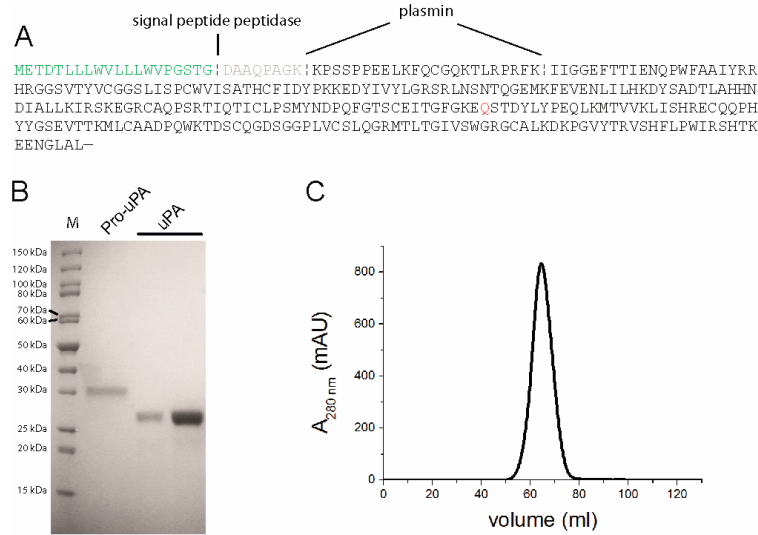 signal peptide peptidase
plasmin
A
METDTLLLWVLLLWVPGSTG¦DAAQPAGK¦KPSSPPEELKFQCGQKTLRPRFK¦IIGGEFTTIENQPWFAAIYRR
HRGGSVTYVCGGSLISPCWVISATHCFIDYPKKEDYIVYLGRSRLNSNTQGEMKFEVENLILHKDYSADTLAHHN
DIALLKIRSKEGRCAQPSRTIQTICLPSMYNDPQFGTSCEITGFGKEQSTDYLYPEQLKMTVVKLISHRECQQPH
YYGSEVTTKMLCAADPQWKTDSCQGDSGGPLVCSLQGRMTLTGIVSWGRGCALKDKPGVYTRVSHFLPWIRSHTK
EENGLAL—
B
C
M
Pro-uPA
uPA
150 kDa
120 kDa
100 kDa
80 kDa
70 kDa
60 kDa
50 kDa
40 kDa
30 kDa
25 kDa
20 kDa
15 kDa
A280 nm (mAU)
800
600
400
200
0
0 20 40 60 80 100 120
volume (ml)